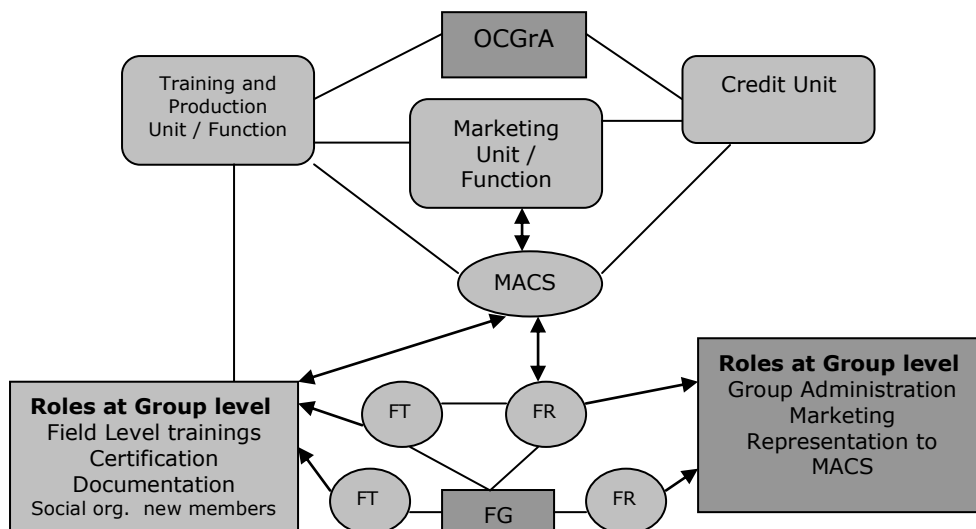 OCGrA
Training and
Production
Unit / Function
Marketing
Unit /
Function
Credit Unit
MACS
Roles at Group level
Field Level trainings
Certification
Documentation
Social org. new members
FT
FR
Roles at Group level
Group Administration
Marketing
Representation to
MACS
FT
FG
FR